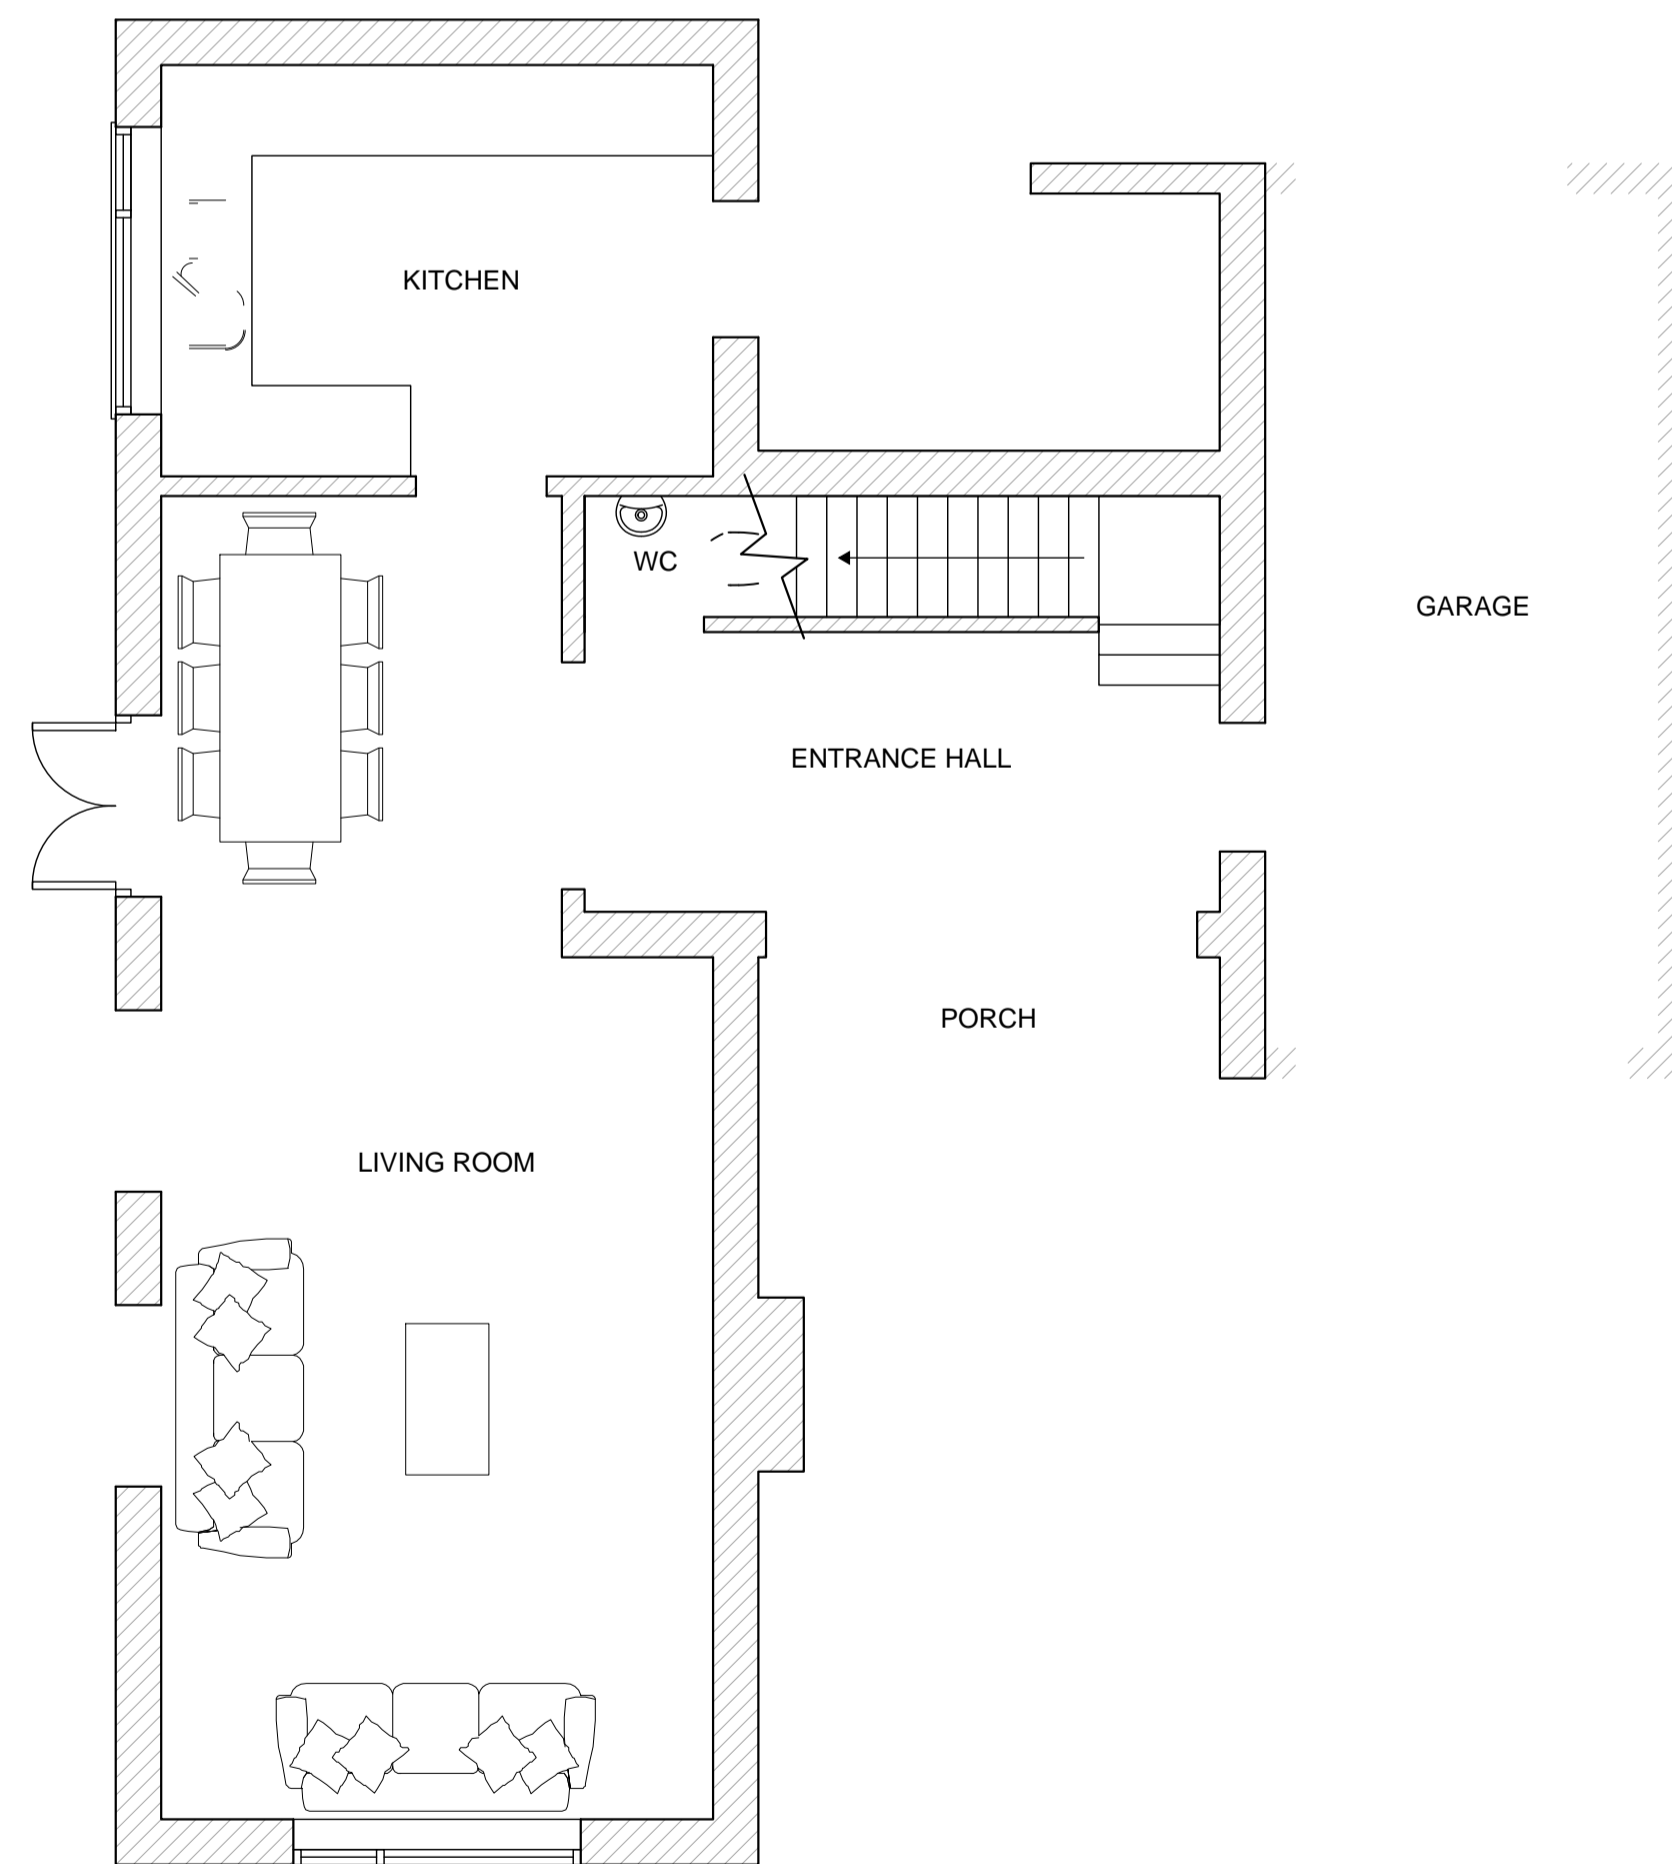 KITCHEN
WC
GARAGE
ENTRANCE HALL
PORCH
LIVING ROOM